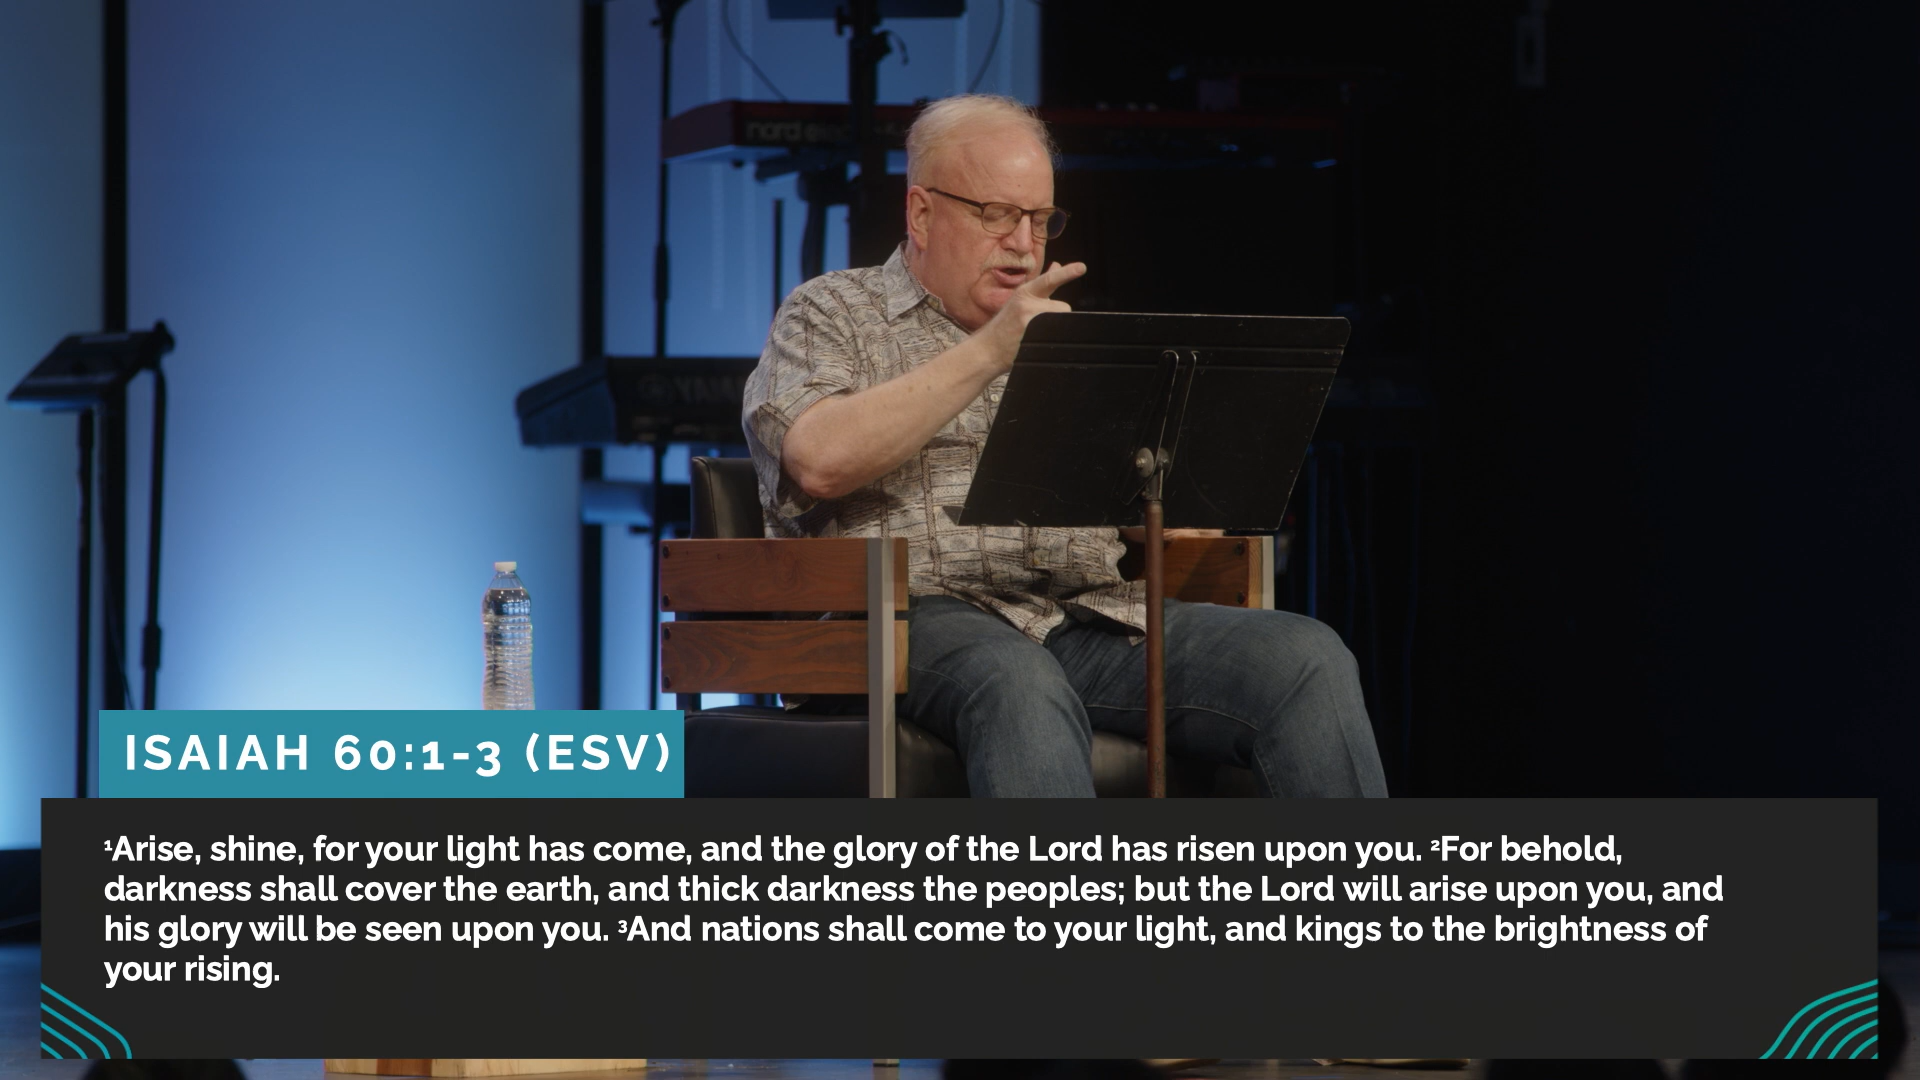 nord ele
YAMA
ISAIAH 60:1-3 (ESV)
¹Arise, shine, for your light has come, and the glory of the Lord has risen upon you. ²For behold,
darkness shall cover the earth, and thick darkness the peoples; but the Lord will arise upon you, and
his glory will be seen upon you. ³And nations shall come to your light, and kings to the brightness of
your rising.